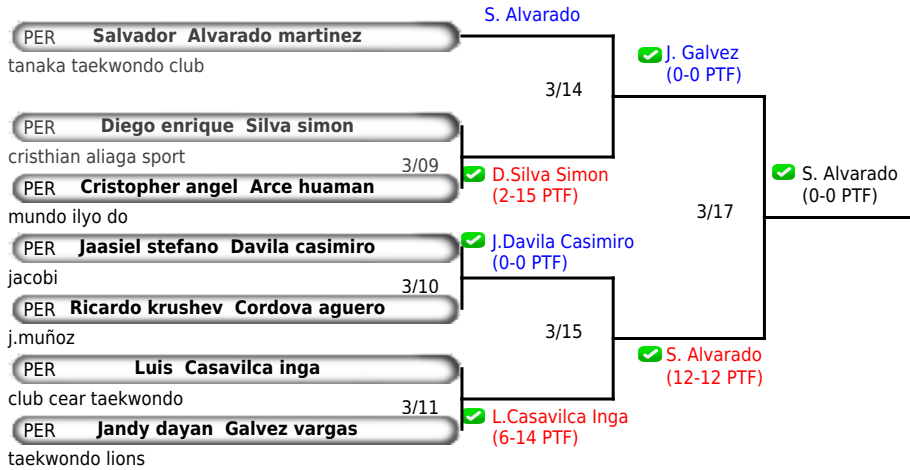 S. Alvarado
PER Salvador Alvarado martinez
tanaka taekwondo club
J. Galvez
(0-0 PTF)
3/14
PER Diego enrique Silva simon
cristhian aliaga sport
3/09
PER Cristopher angel Arce huaman
mundo ilyo do
D.Silva Simon
(2-15 PTF)
S. Alvarado
(0-0 PTF)
3/17
PER Jaasiel stefano Davila casimiro
jacobi
J.Davila Casimiro
(0-0 PTF)
3/10
PER Ricardo krushev Cordova aguero
j.muñoz
3/15
S. Alvarado
(12-12 PTF)
PER Luis Casavilca inga
club cear taekwondo
3/11
PER Jandy dayan Galvez vargas
taekwondo lions
L.Casavilca Inga
(6-14 PTF)